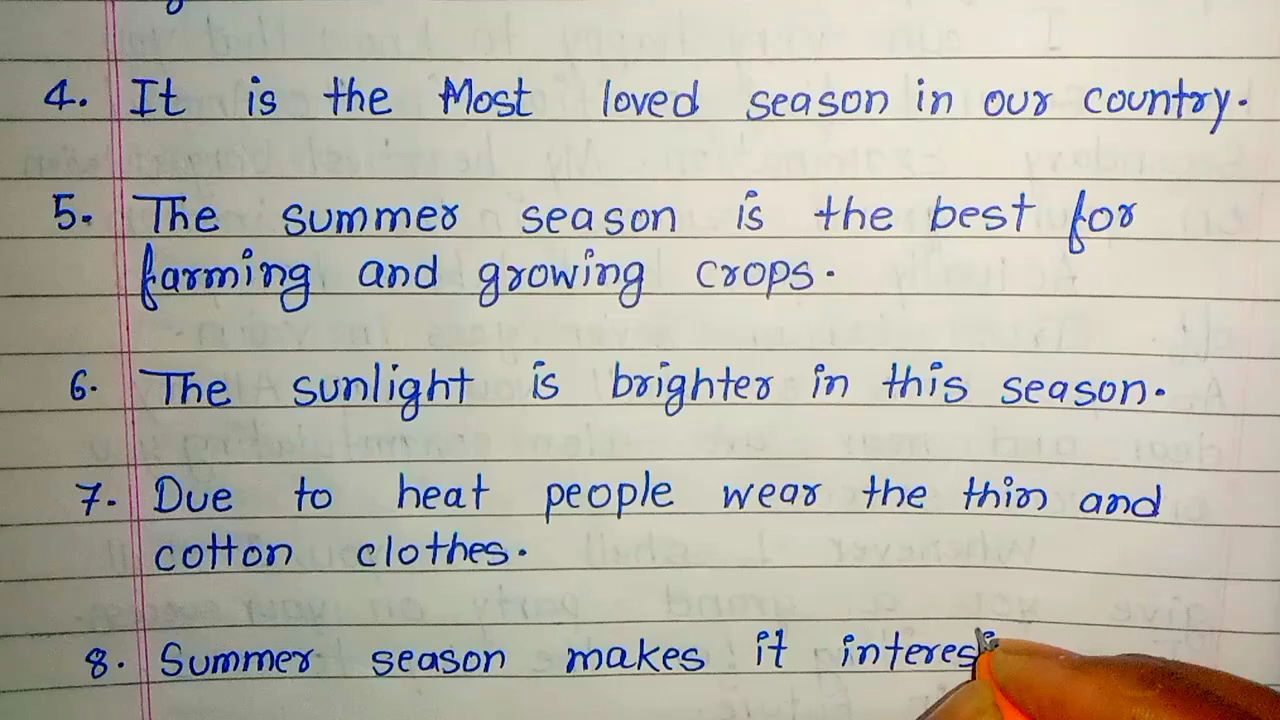 4. It is the Most loved season in our country.
5. The summer season is the best for
farming and growing crops.
6. The sunlight is brighter in this season.
7. Due to heat people wear the thin and
cotton clothes.
8. Summer season makes it